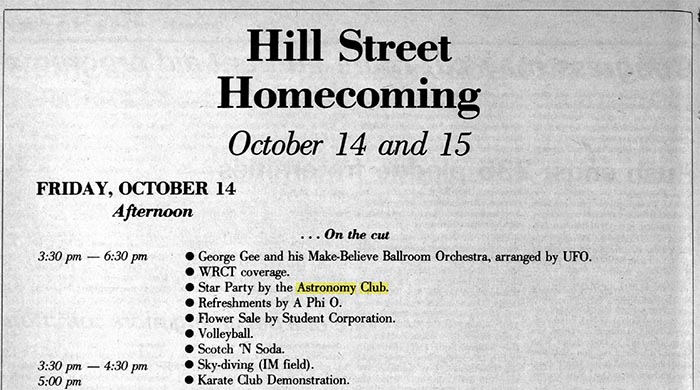 Hill Street
Homecoming
October 14 and 15
FRIDAY, OCTOBER 14
Afternoon
. . . On the cut
3:30 pm — 6:30 pm ● George Gee and his Make-Believe Ballroom Orchestra, arranged by UFO.
● WRCT coverage.
● Star Party by the Astronomy Club.
● Refreshments by A Phi O.
● Flower Sale by Student Corporation.
● Volleyball.
● Scotch 'N Soda.
3:30 pm — 4:30 pm ● Sky-diving (IM field).
5:00 pm ● Karate Club Demonstration.